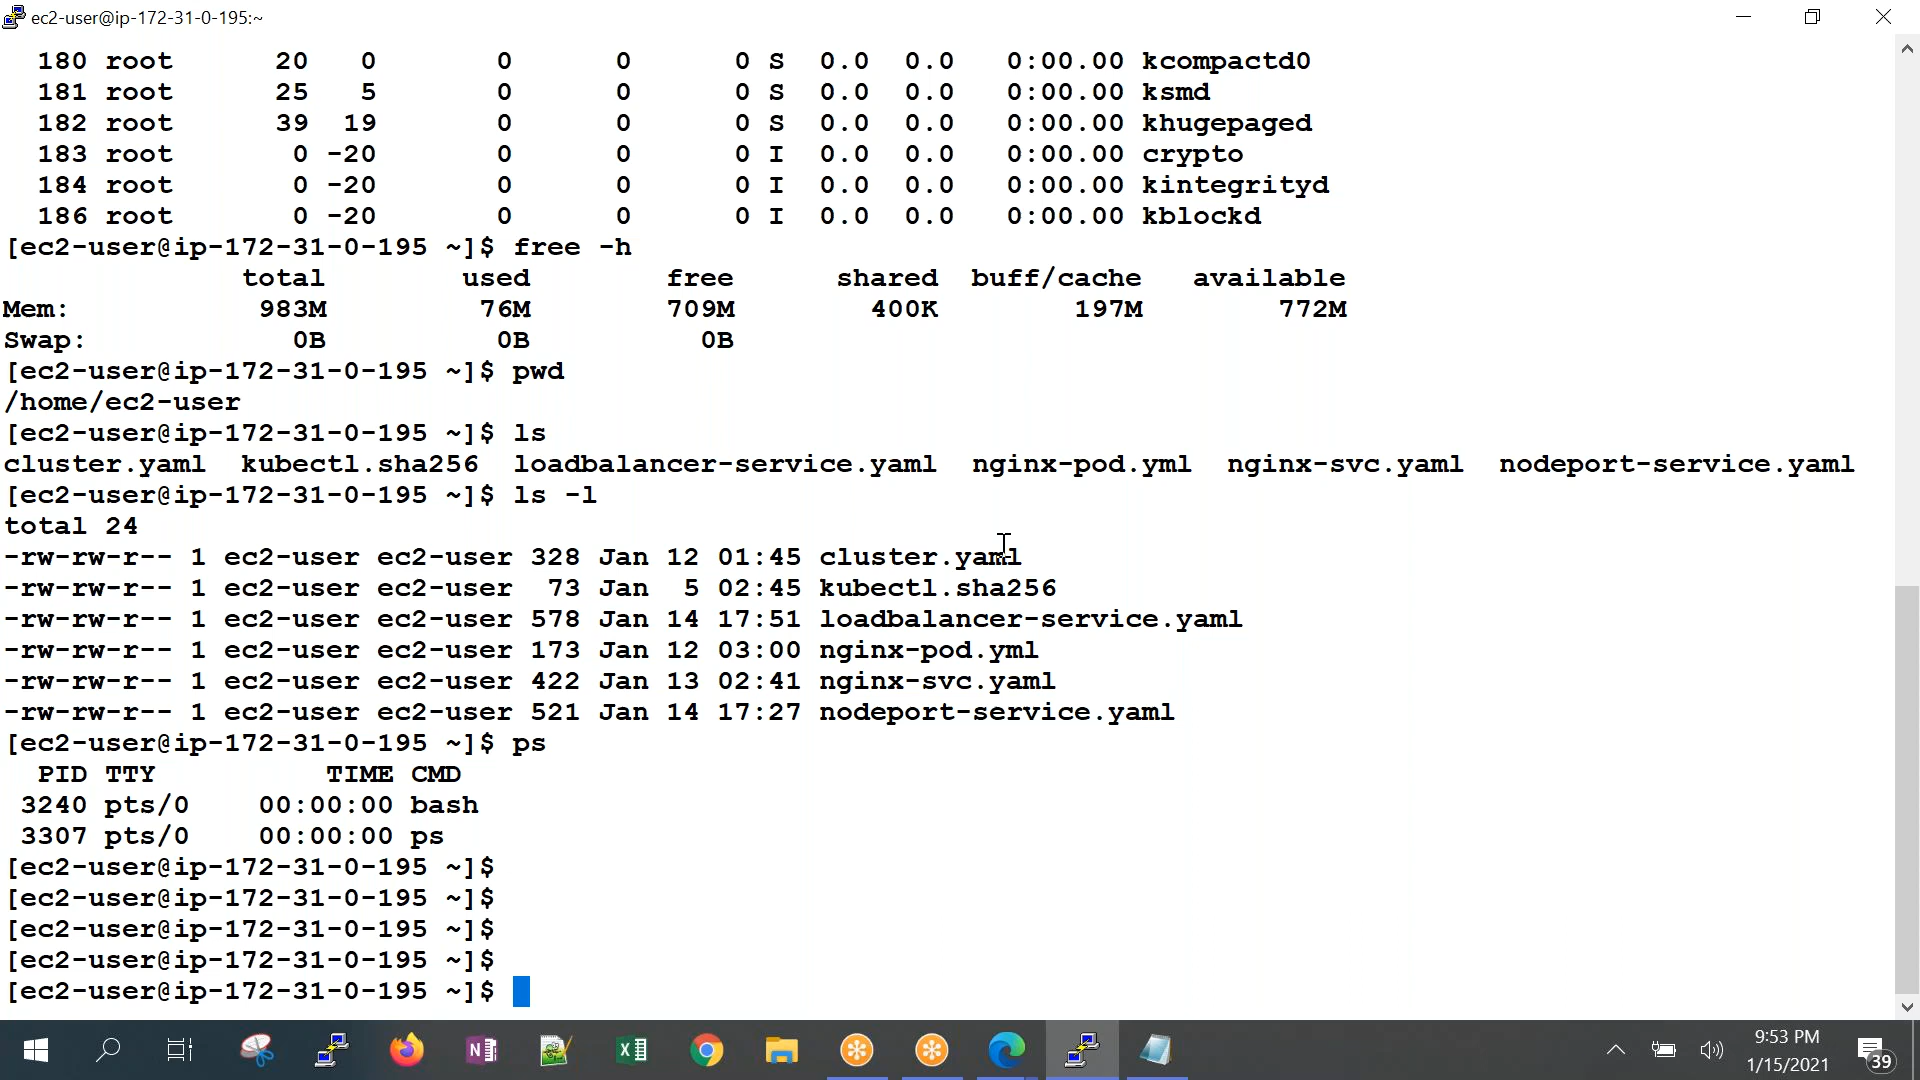 ec2-user@ip-172-31-0-195:~
180 root 20 0 0 0 0 S 0.0 0.0 0:00.00 kcompactd0
181 root 25 5 0 0 0 S 0.0 0.0 0:00.00 ksmd
182 root 39 19 0 0 0 S 0.0 0.0 0:00.00 khugepaged
183 root 0 -20 0 0 0 I 0.0 0.0 0:00.00 crypto
184 root 0 -20 0 0 0 I 0.0 0.0 0:00.00 kintegrityd
186 root 0 -20 0 0 0 I 0.0 0.0 0:00.00 kblockd
[ec2-user@ip-172-31-0-195 ~]$ free -h
total used free shared buff/cache available
Mem: 983M 76M 709M 400K 197M 772M
Swap: 0B 0B 0B
[ec2-user@ip-172-31-0-195 ~]$ pwd
/home/ec2-user
[ec2-user@ip-172-31-0-195 ~]$ ls
cluster.yaml kubectl.sha256 loadbalancer-service.yaml nginx-pod.yml nginx-svc.yaml nodeport-service.yaml
[ec2-user@ip-172-31-0-195 ~]$ ls -l
total 24
-rw-rw-r-- 1 ec2-user ec2-user 328 Jan 12 01:45 cluster.yaml
-rw-rw-r-- 1 ec2-user ec2-user 73 Jan 5 02:45 kubectl.sha256
-rw-rw-r-- 1 ec2-user ec2-user 578 Jan 14 17:51 loadbalancer-service.yaml
-rw-rw-r-- 1 ec2-user ec2-user 173 Jan 12 03:00 nginx-pod.yml
-rw-rw-r-- 1 ec2-user ec2-user 422 Jan 13 02:41 nginx-svc.yaml
-rw-rw-r-- 1 ec2-user ec2-user 521 Jan 14 17:27 nodeport-service.yaml
[ec2-user@ip-172-31-0-195 ~]$ ps
PID TTY TIME CMD
3240 pts/0 00:00:00 bash
3307 pts/0 00:00:00 ps
[ec2-user@ip-172-31-0-195 ~]$
[ec2-user@ip-172-31-0-195 ~]$
[ec2-user@ip-172-31-0-195 ~]$
[ec2-user@ip-172-31-0-195 ~]$
[ec2-user@ip-172-31-0-195 ~]$
9:53 PM
1/15/2021
39